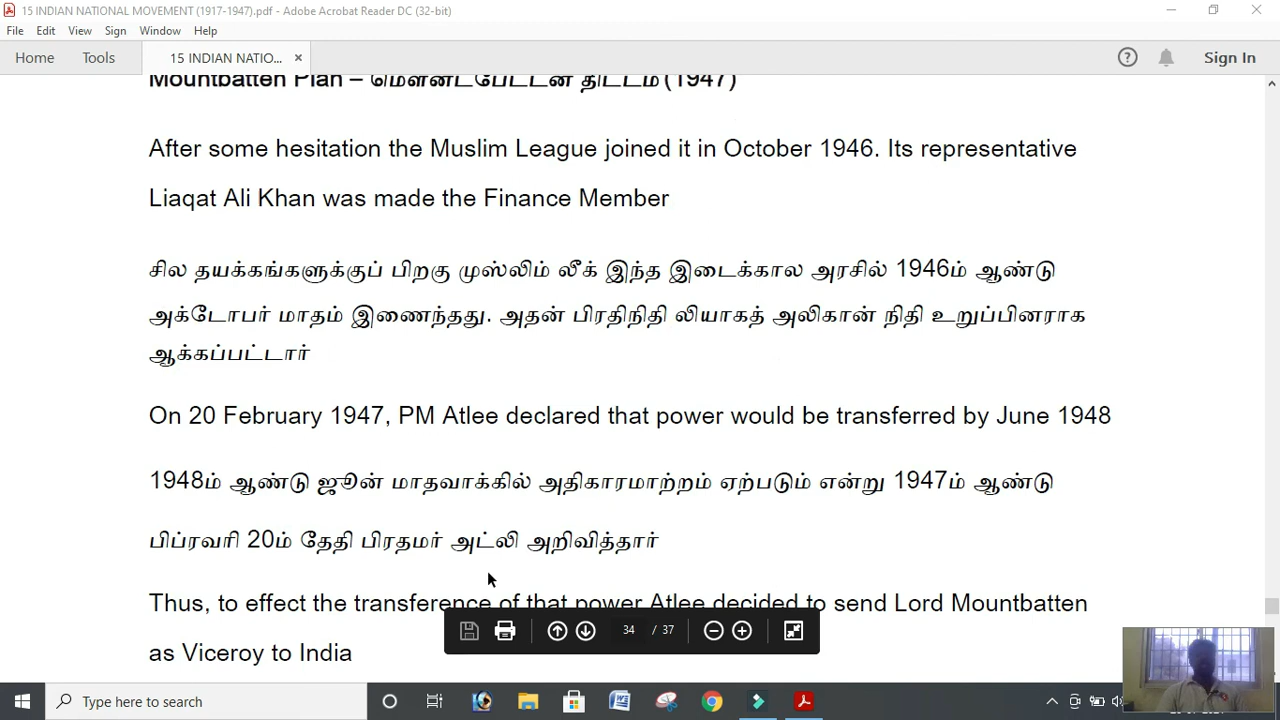 15 INDIAN NATIONAL MOVEMENT (1917-1947).pdf - Adobe Acrobat Reader DC (32-bit)
File Edit View Sign Window Help
Home Tools 15 INDIAN NATIO... × Sign In
Mountbatten Plan – மௌன்ட்பேட்டன் திட்டம் (1947)
After some hesitation the Muslim League joined it in October 1946. Its representative
Liaqat Ali Khan was made the Finance Member
சில தயக்கங்களுக்குப் பிறகு முஸ்லிம் லீக் இந்த இடைக்கால அரசில் 1946ம் ஆண்டு
அக்டோபர் மாதம் இணைந்தது. அதன் பிரதிநிதி லியாகத் அலிகான் நிதி உறுப்பினராக
ஆக்கப்பட்டார்
On 20 February 1947, PM Atlee declared that power would be transferred by June 1948
1948ம் ஆண்டு ஜூன் மாதவாக்கில் அதிகாரமாற்றம் ஏற்படும் என்று 1947ம் ஆண்டு
பிப்ரவரி 20ம் தேதி பிரதமர் அட்லி அறிவித்தார்
Thus, to effect the transference of that power Atlee decided to send Lord Mountbatten
34 / 37
as Viceroy to India
Type here to search